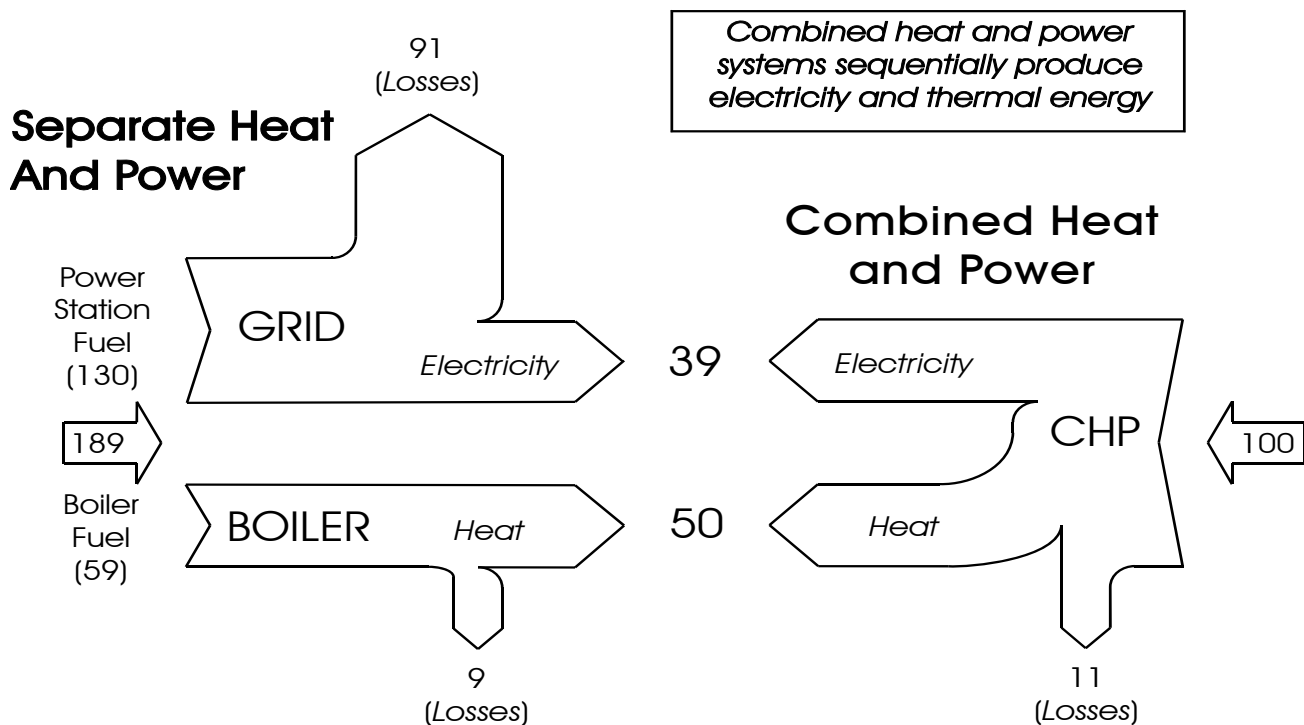 91
(Losses)
Combined heat and power
systems sequentially produce
electricity and thermal energy
Separate Heat
And Power
Combined Heat
and Power
Power
Station
Fuel
(130)
GRID
Electricity
39
Electricity
189
CHP
100
Boiler
Fuel
(59)
BOILER
Heat
50
Heat
9
(Losses)
11
(Losses)